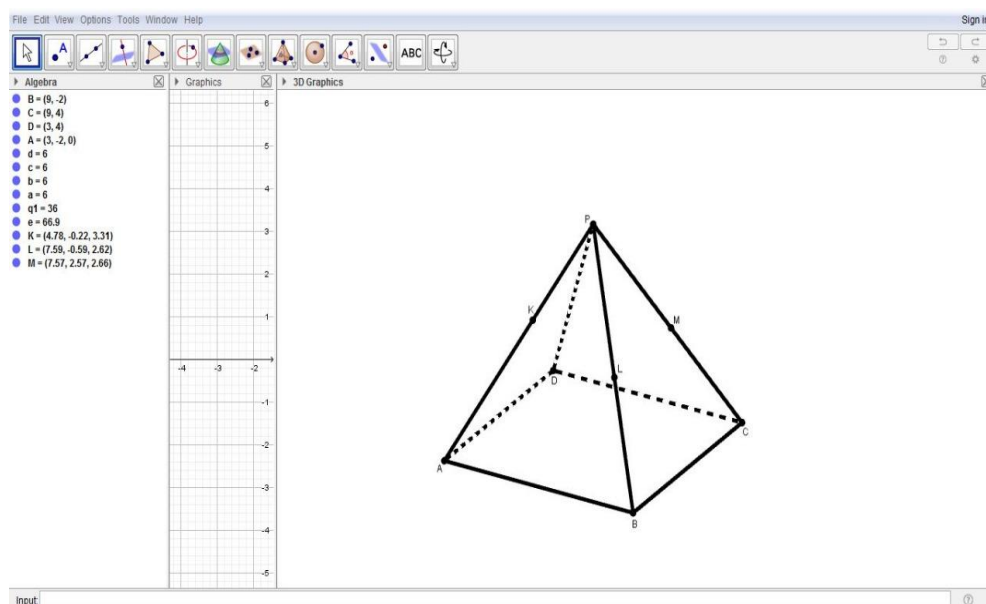 File Edit View Options Tools Window Help
Sign in
A
ABC
Algebra
Graphics
3D Graphics
B = (9, -2)
C = (9, 4)
D = (3, 4)
A = (3, -2, 0)
d = 6
c = 6
b = 6
a = 6
q1 = 36
e = 66.9
K = (4.78, -0.22, 3.31)
L = (7.59, -0.59, 2.62)
M = (7.57, 2.57, 2.66)
6
5
4
3
2
1
-4 -3 -2
-1
-2
-3
-4
-5
P
K
M
L
D
C
A
B
Input: